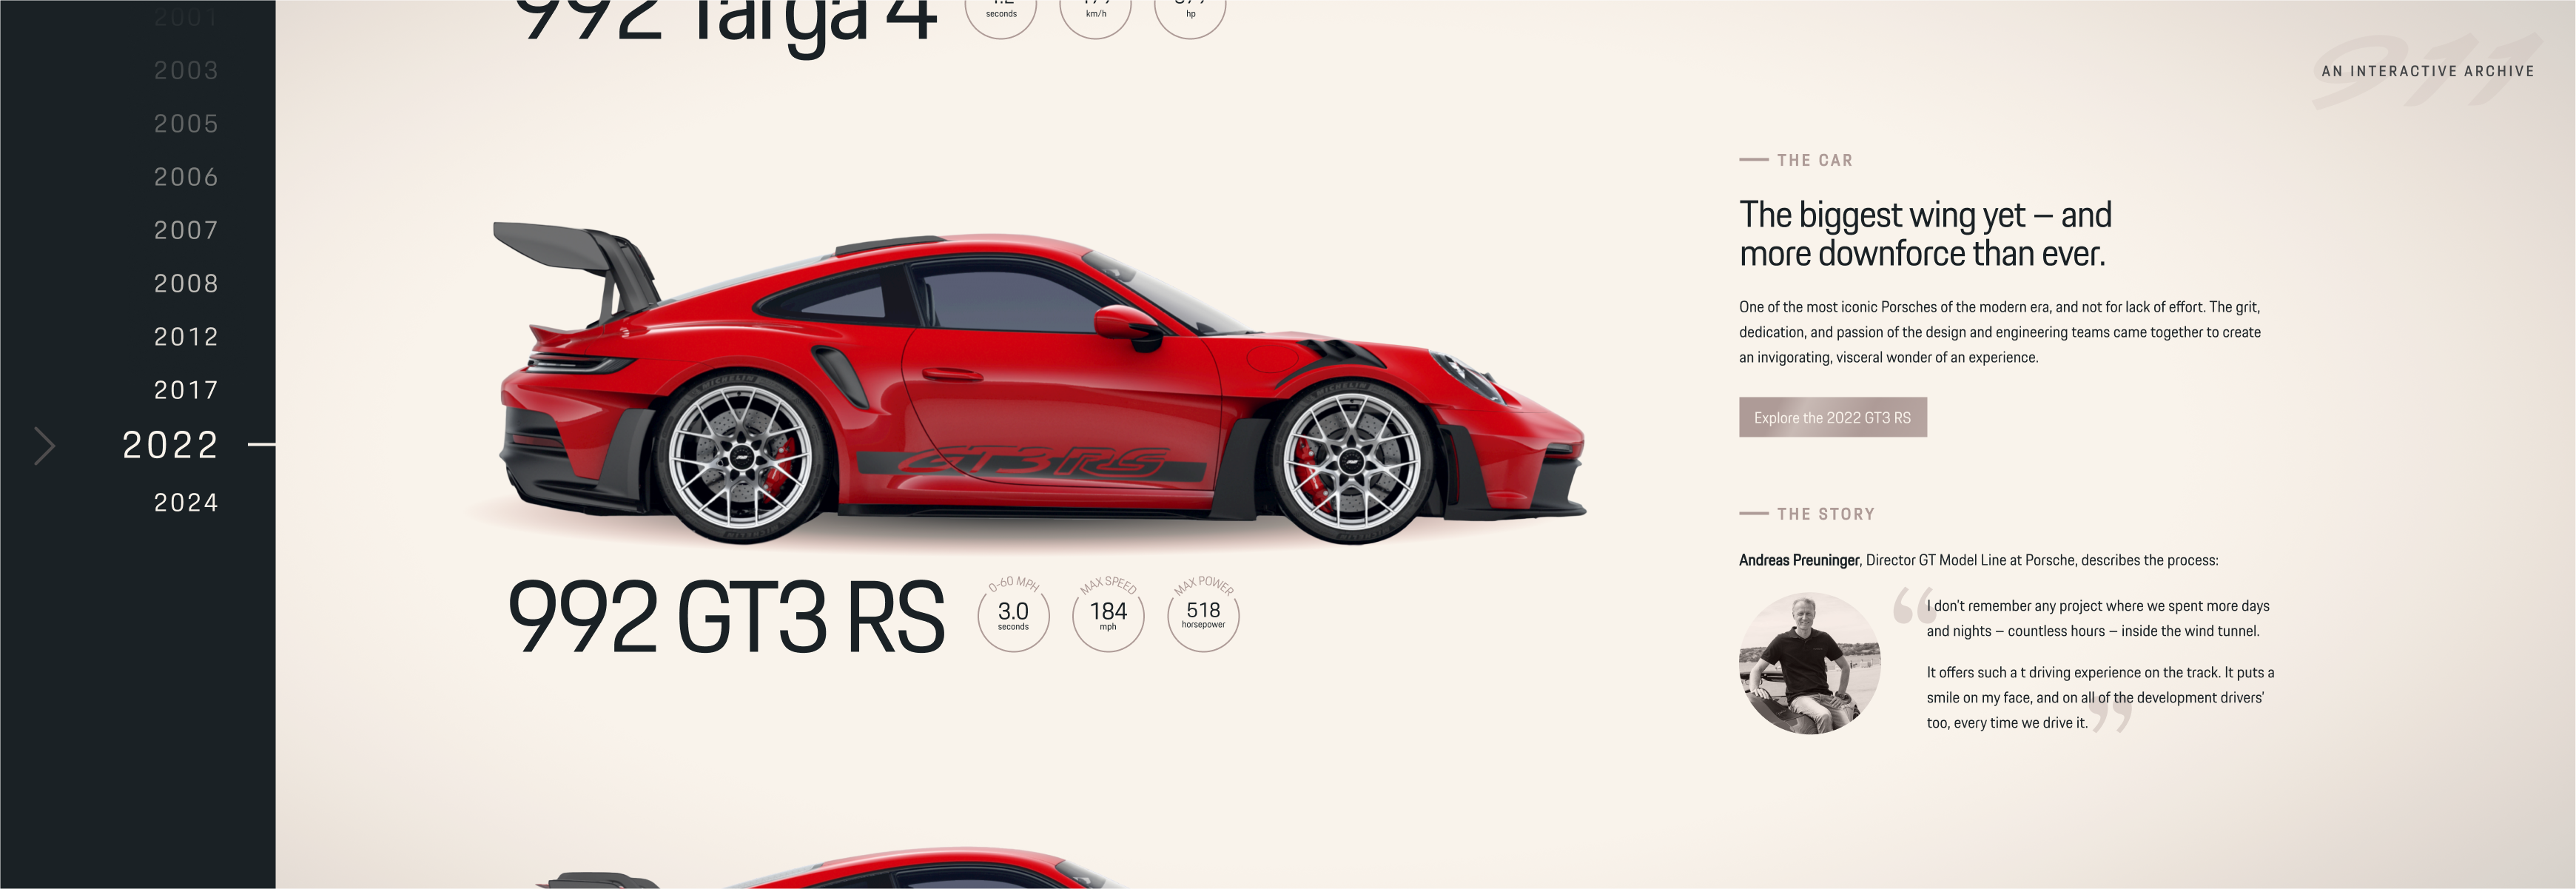 2001
2003
2005
2006
2007
2008
2012
2017
2022
2024
992 Targa 4
seconds
km/h
hp
911
AN INTERACTIVE ARCHIVE
GT3 RS
992 GT3 RS
0-60 MPH
3.0
seconds
MAX SPEED
184
mph
MAX POWER
518
horsepower
THE CAR
The biggest wing yet – and
more downforce than ever.
One of the most iconic Porsches of the modern era, and not for lack of effort. The grit,
dedication, and passion of the design and engineering teams came together to create
an invigorating, visceral wonder of an experience.
Explore the 2022 GT3 RS
THE STORY
Andreas Preuninger, Director GT Model Line at Porsche, describes the process:
“I don't remember any project where we spent more days
and nights – countless hours – inside the wind tunnel.
It offers such a t driving experience on the track. It puts a
smile on my face, and on all of the development drivers'
too, every time we drive it.”